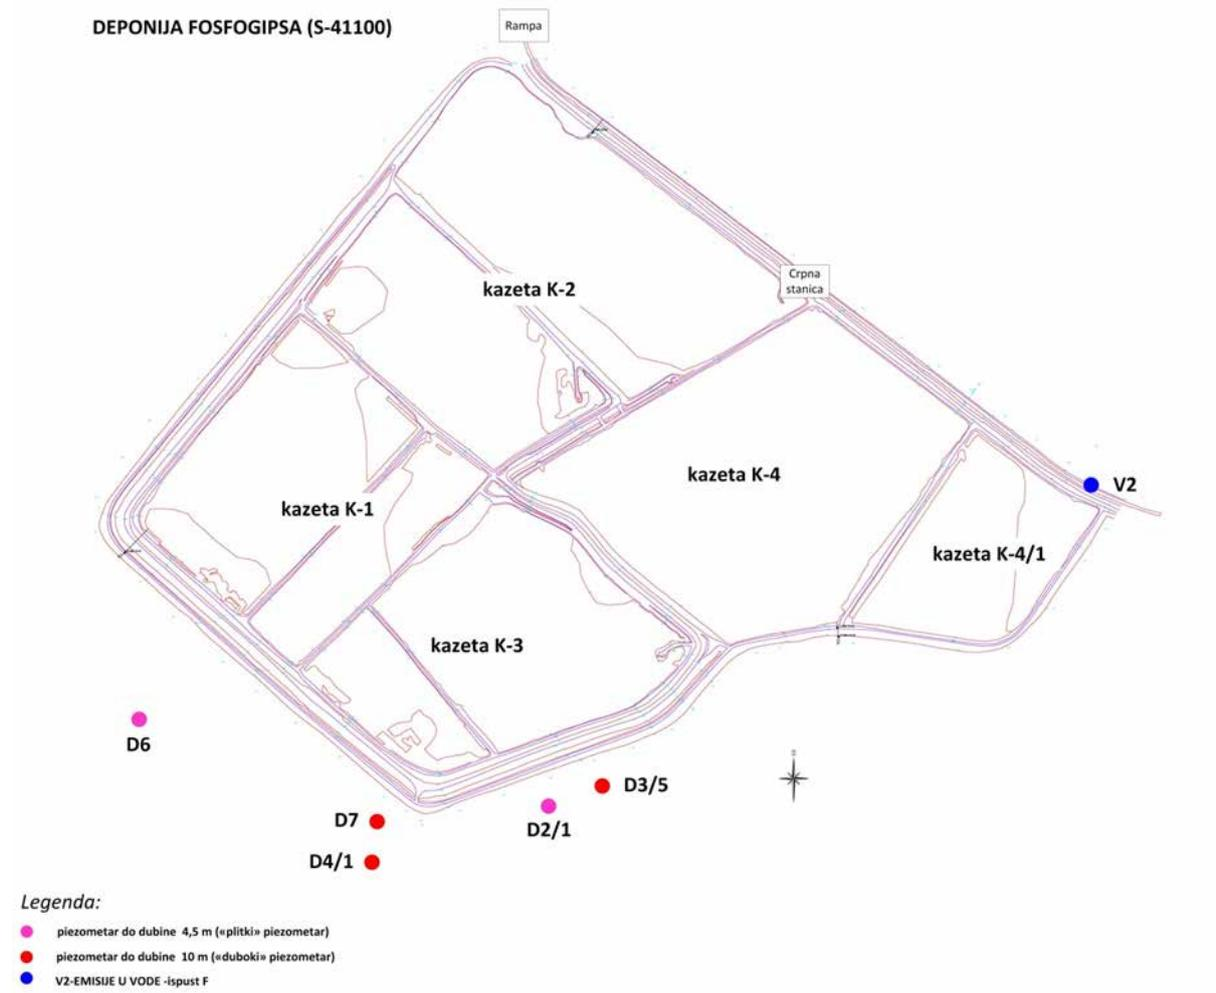 DEPONIJA FOSFOGIPSA (S-41100)
Rampa
Crpna
stanica
kazeta K-2
kazeta K-4
V2
kazeta K-1
kazeta K-4/1
kazeta K-3
D6
D3/5
D7
D2/1
D4/1
Legenda:
piezometar do dubine 4,5 m («plitki» piezometar)
piezometar do dubine 10 m («duboki» piezometar)
V2-EMISIJE U VODE -ispust F